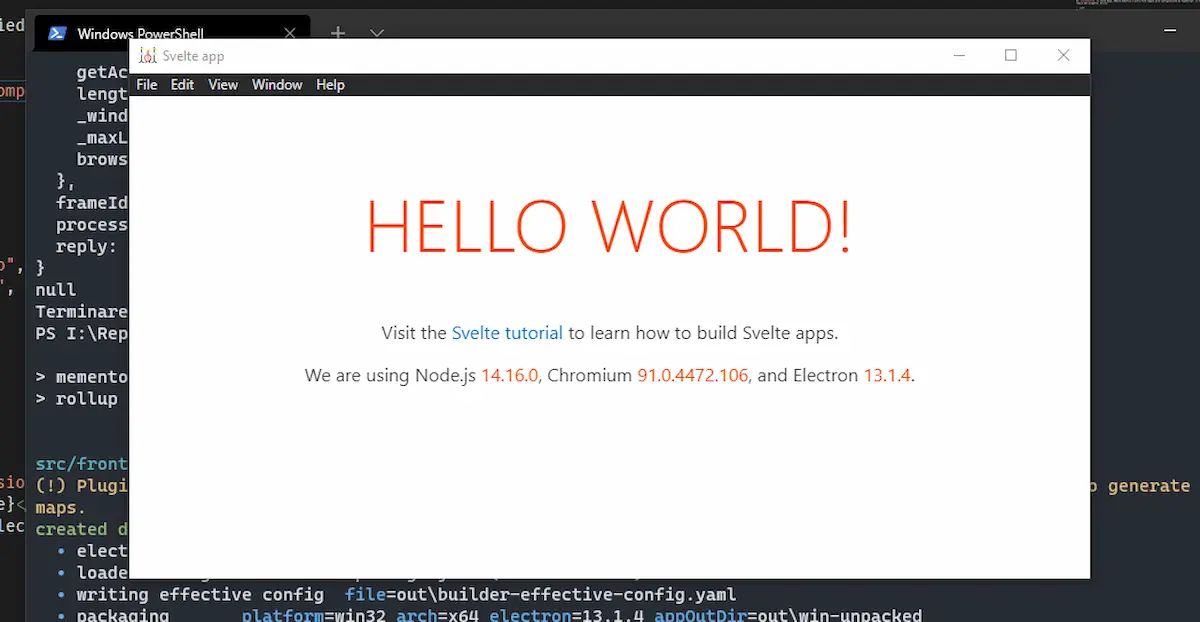 Windows PowerShell
Svelte app
File Edit View Window Help
HELLO WORLD!
Visit the Svelte tutorial to learn how to build Svelte apps.
We are using Node.js 14.16.0, Chromium 91.0.4472.106, and Electron 13.1.4.
getAc
lengt
_wind
_maxL
brows
},
frameId
process
reply:
}
null
Terminare
PS I:\Rep
> memento
> rollup
src/front
(!) Plugi
generate
maps.
created d
• elect
• loade
• writing effective config file=out\builder-effective-config.yaml
• packaging platform=win32 arch=x64 electron=13.1.4 appOutDir=out\win-unpacked